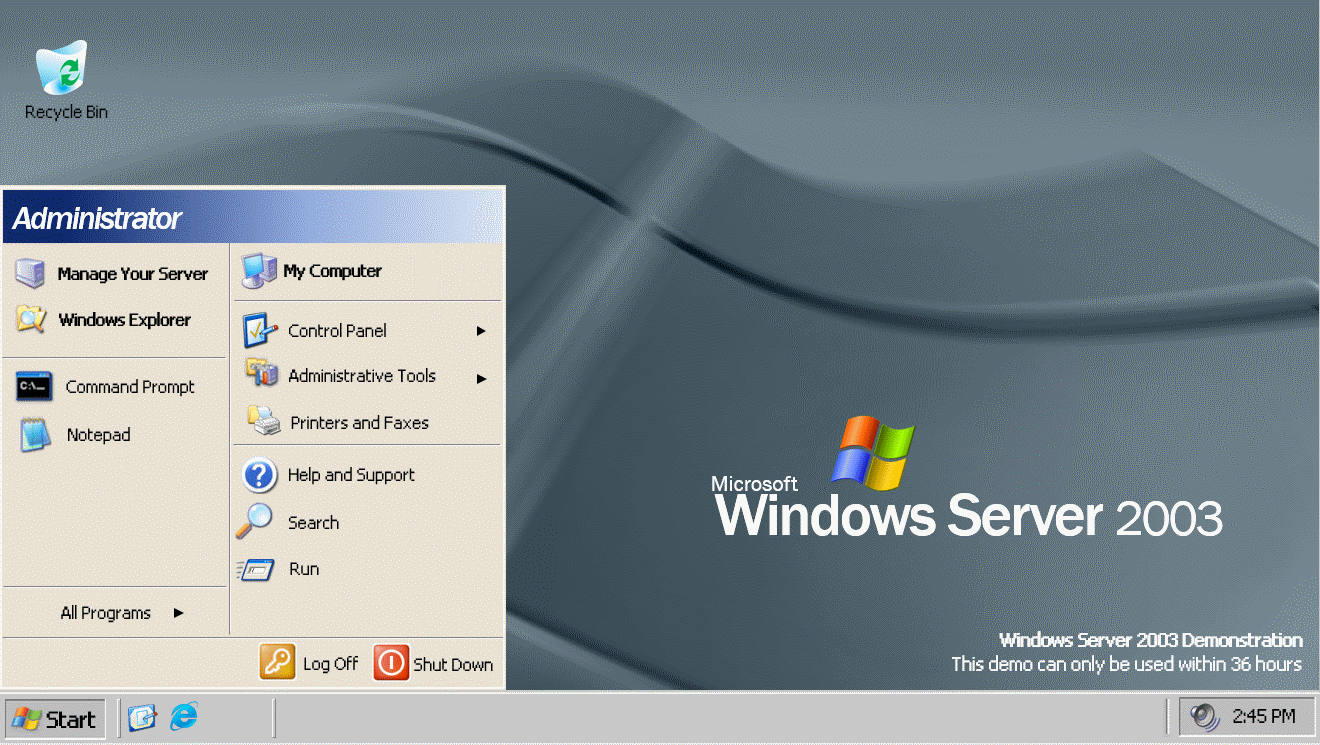 Recycle Bin
Administrator
Manage Your Server
Windows Explorer
Command Prompt
Notepad
All Programs
My Computer
Control Panel
Administrative Tools
Printers and Faxes
Help and Support
Search
Run
Log Off
Shut Down
Microsoft
Windows Server 2003
Windows Server 2003 Demonstration
This demo can only be used within 36 hours
Start
2:45 PM
C:\_